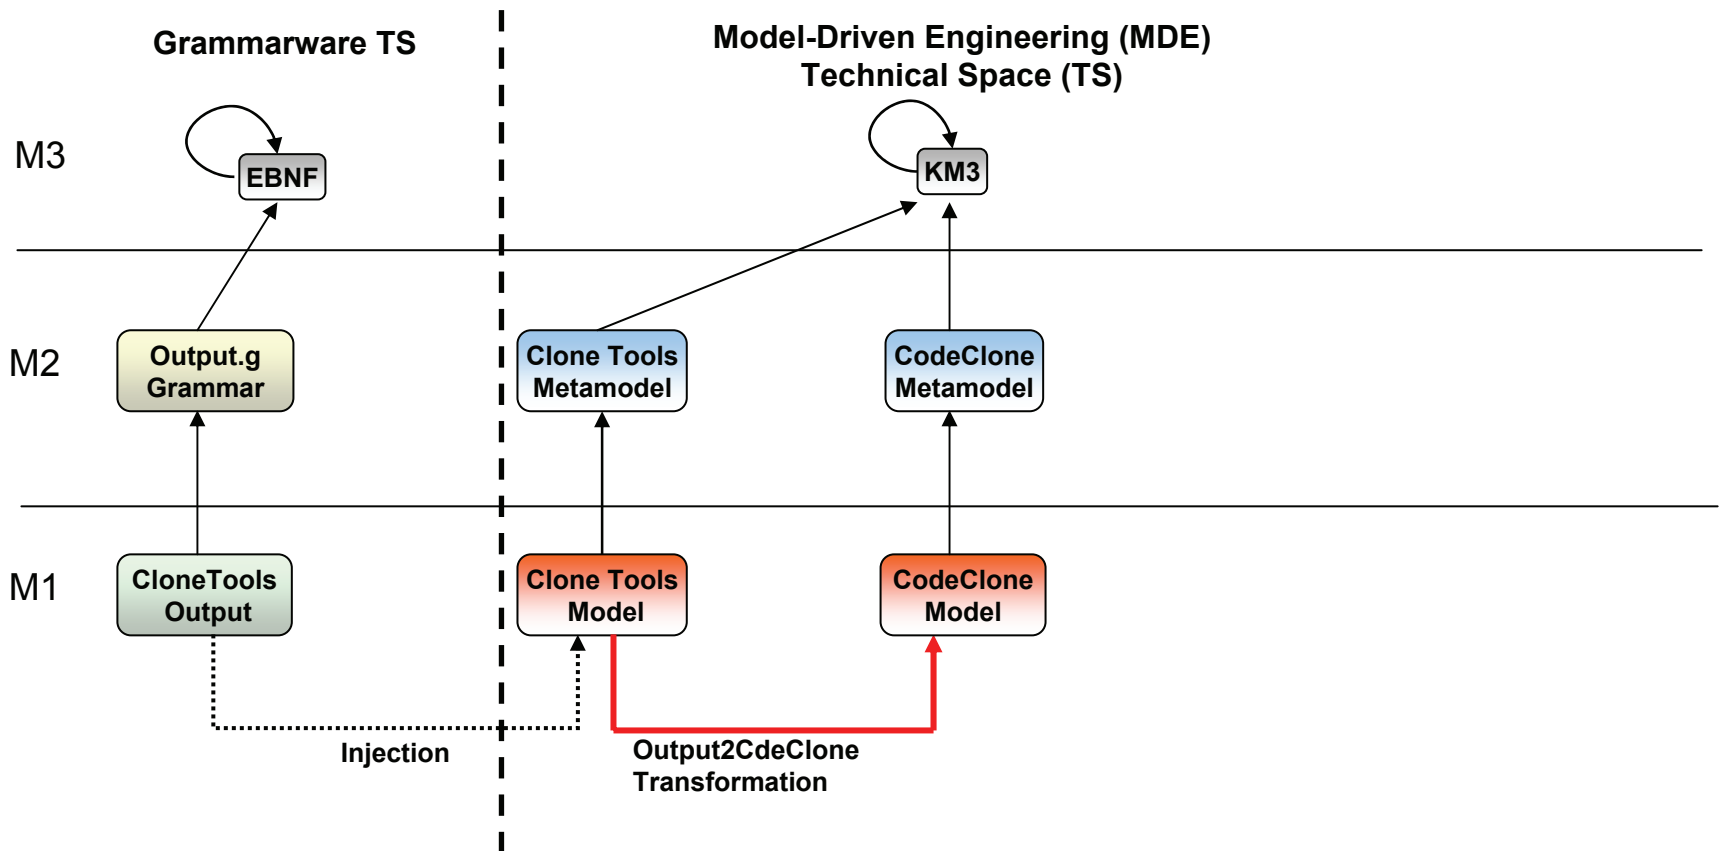 Grammarware TS
Model-Driven Engineering (MDE)
Technical Space (TS)
M3
EBNF
KM3
M2
Output.g
Grammar
Clone Tools
Metamodel
CodeClone
Metamodel
M1
CloneTools
Output
Clone Tools
Model
CodeClone
Model
Injection
Output2CdeClone
Transformation